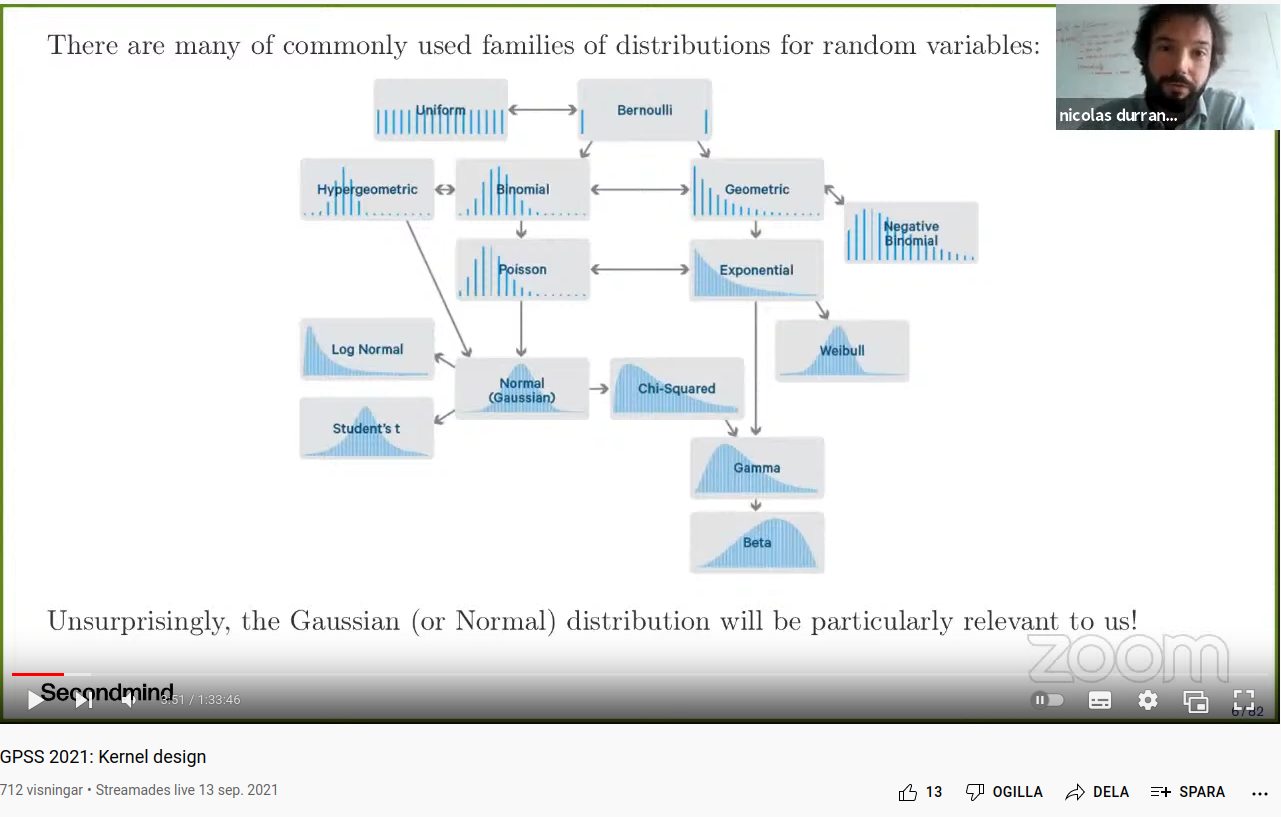 There are many of commonly used families of distributions for random variables:
nicolas durran...
Uniform
Bernoulli
Hypergeometric
Binomial
Geometric
Negative
Binomial
Poisson
Exponential
Log Normal
Weibull
Normal
(Gaussian)
Chi-Squared
Student's t
Gamma
Beta
Unsurprisingly, the Gaussian (or Normal) distribution will be particularly relevant to us!
zoom
Secondmind
3:51 / 1:33:46
6/82
GPSS 2021: Kernel design
712 visningar • Streamades live 13 sep. 2021
13
OGILLA
DELA
SPARA